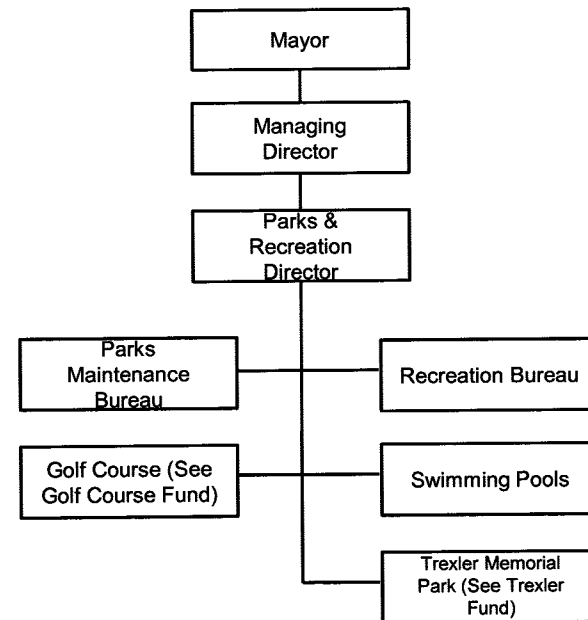 Mayor
Managing
Director
Parks &
Recreation
Director
Parks
Maintenance
Bureau
Recreation Bureau
Golf Course (See
Golf Course Fund)
Swimming Pools
Trexler Memorial
Park (See Trexler
Fund)